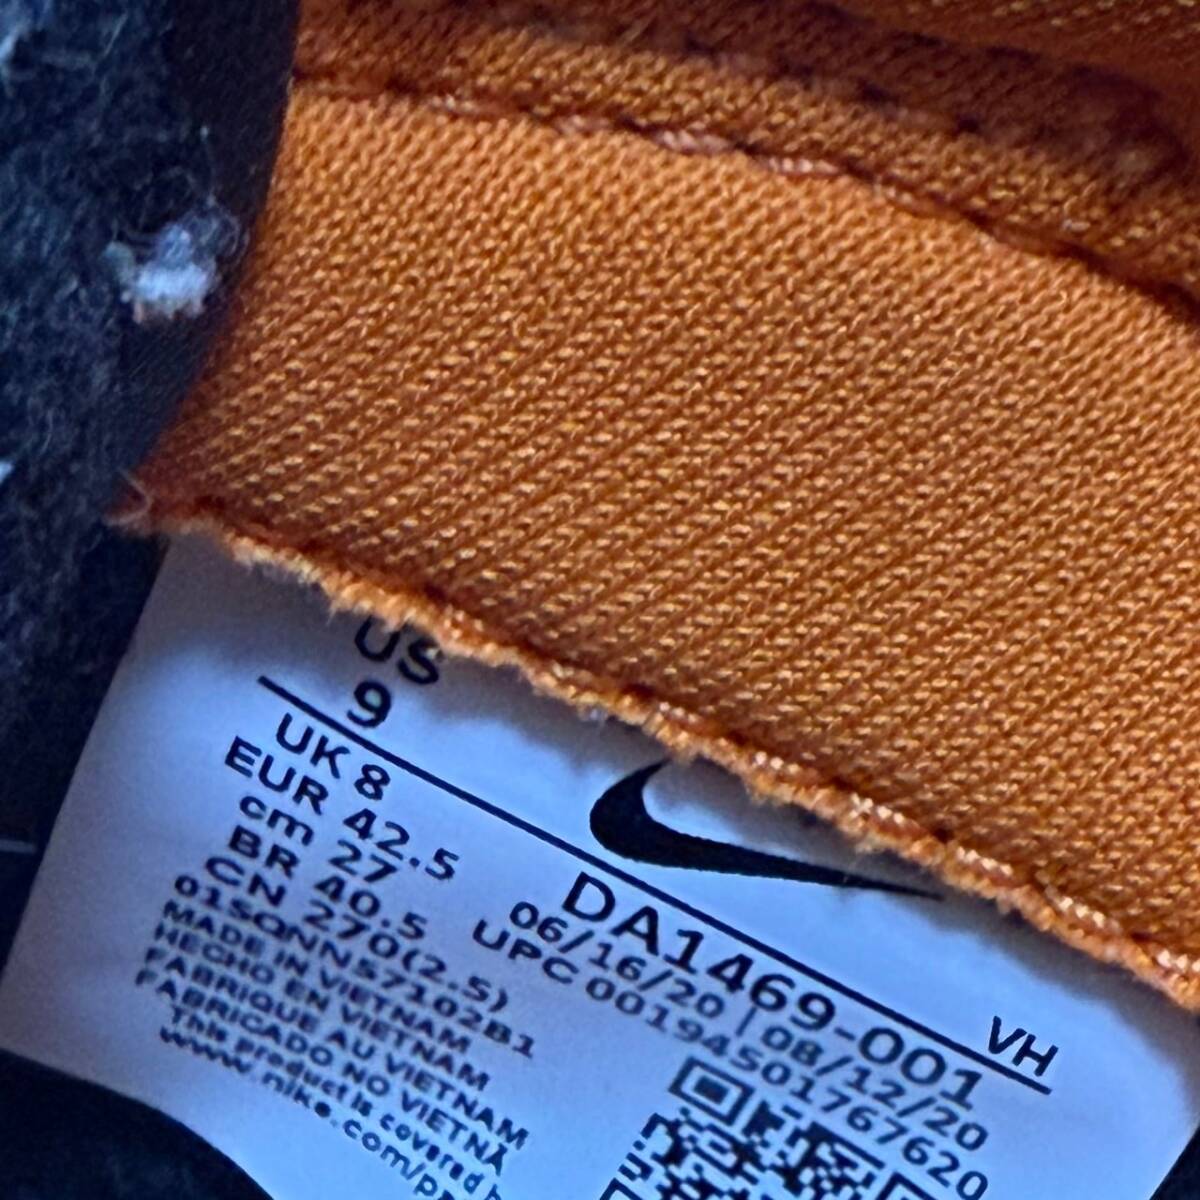 US
9
UK 8
EUR 42.5
cm 27
BR 40.5
CN 270(2.5)
01SQNN57102B1
MADE IN VIETNAM
HECHO EN VIETNAM
FABRIQUE AU VIETNAM
FABRICADO NO VIETNÃ
This product is covered b
www.nike.com/pa
VH
DA1469-001
06/16/20 | 08/12/20
UPC 00194501767620